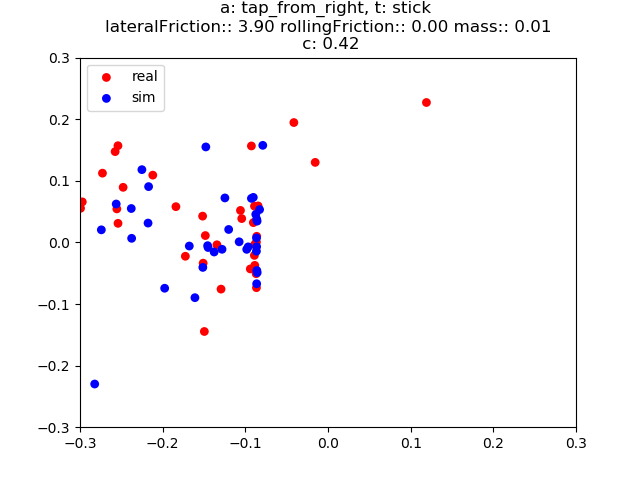 a: tap_from_right, t: stick
lateralFriction:: 3.90 rollingFriction:: 0.00 mass:: 0.01
c: 0.42
real
sim
0.3
0.2
0.1
0.0
−0.1
−0.2
−0.3
−0.3 −0.2 −0.1 0.0 0.1 0.2 0.3